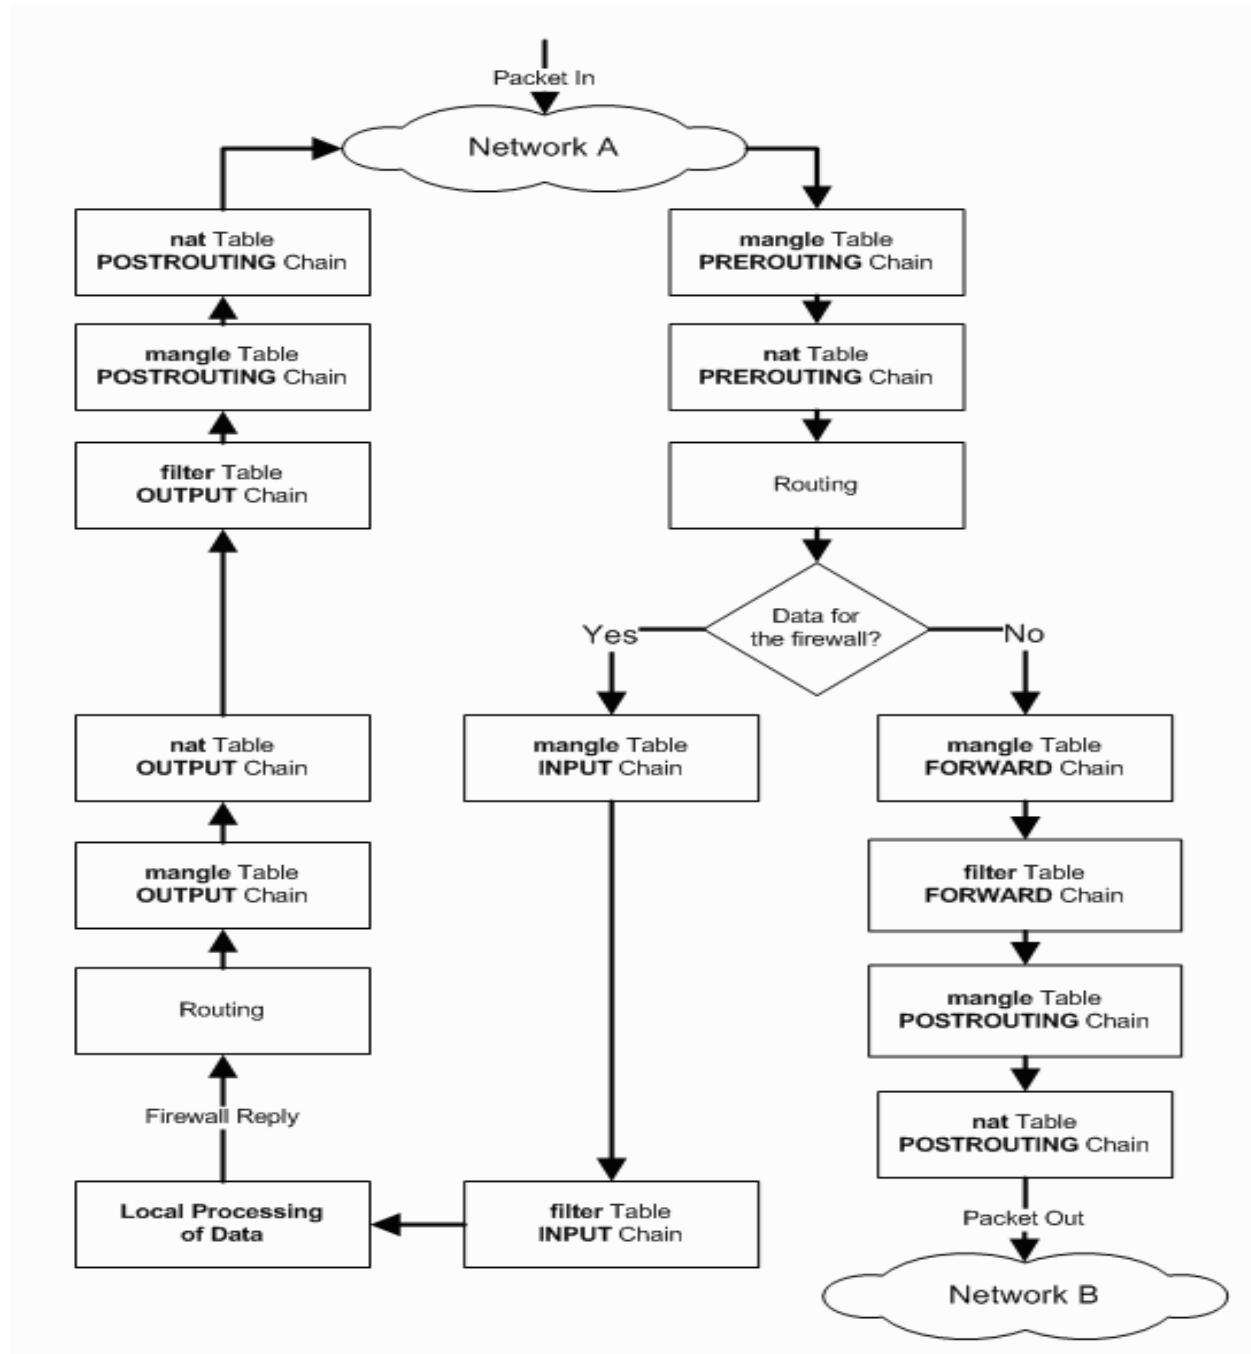 Packet In
Network A
nat Table
POSTROUTING Chain
mangle Table
POSTROUTING Chain
filter Table
OUTPUT Chain
nat Table
OUTPUT Chain
mangle Table
OUTPUT Chain
Routing
Firewall Reply
Local Processing
of Data
mangle Table
PREROUTING Chain
nat Table
PREROUTING Chain
Routing
Data for
the firewall?
Yes
No
mangle Table
INPUT Chain
filter Table
INPUT Chain
mangle Table
FORWARD Chain
filter Table
FORWARD Chain
mangle Table
POSTROUTING Chain
nat Table
POSTROUTING Chain
Packet Out
Network B